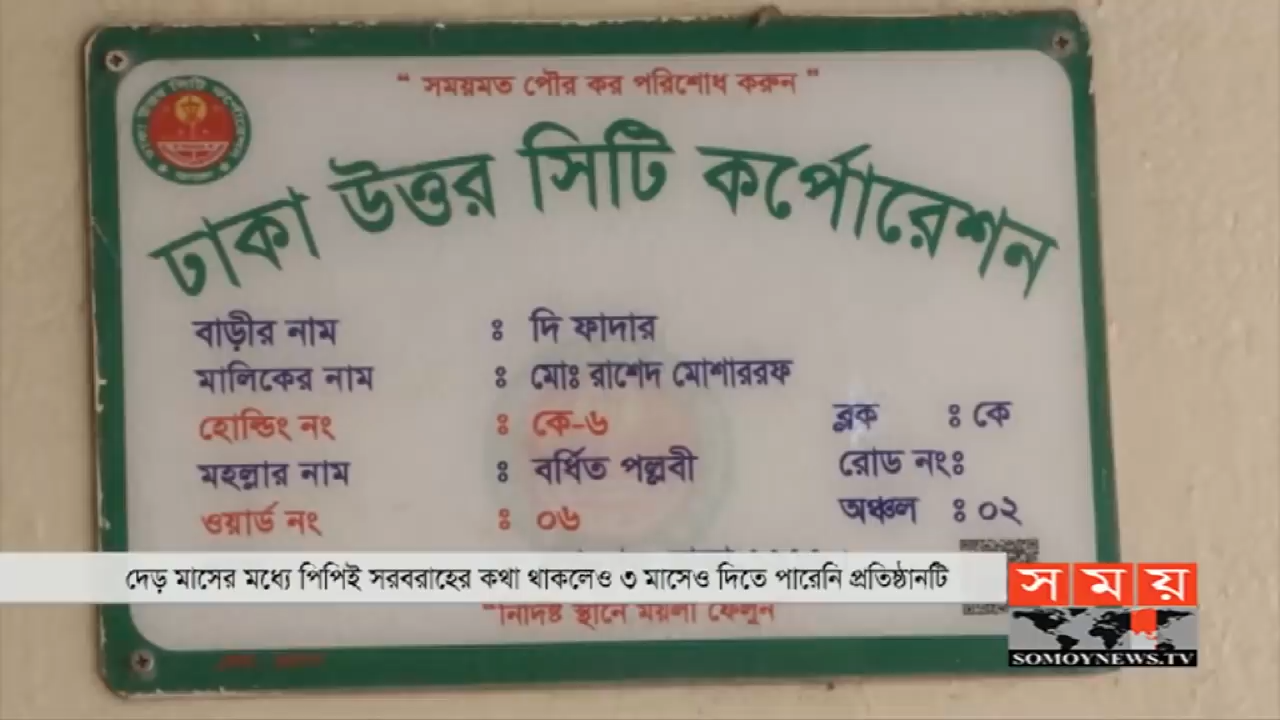 “ সময়মত পৌর কর পরিশোধ করুন ”
ঢাকা উত্তর সিটি কর্পোরেশন
বাড়ীর নাম : দি ফাদার
মালিকের নাম : মোঃ রাশেদ মোশাররফ
হোল্ডিং নং : কে-৬ ব্লক : কে
মহল্লার নাম : বর্ধিত পল্লবী রোড নং:
ওয়ার্ড নং : ০৬ অঞ্চল : ০২
দেড় মাসের মধ্যে পিপিই সরবরাহের কথা থাকলেও ৩ মাসেও দিতে পারেনি প্রতিষ্ঠানটি
“নির্দিষ্ট স্থানে ময়লা ফেলুন
সময়
SOMOYNEWS.TV